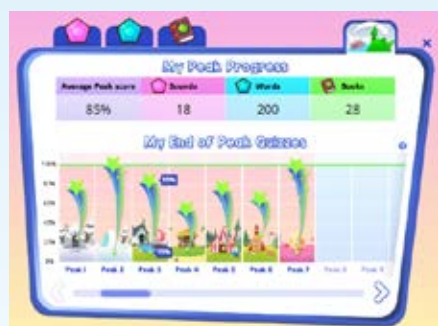 My Peak Progress
Average Peak score Sounds Words Books
85% 18 200 28
My End of Peak Quizzes
100%
Peak 1 Peak 2 Peak 3 Peak 4 Peak 5 Peak 6 Peak 7 Peak 8 Peak 9